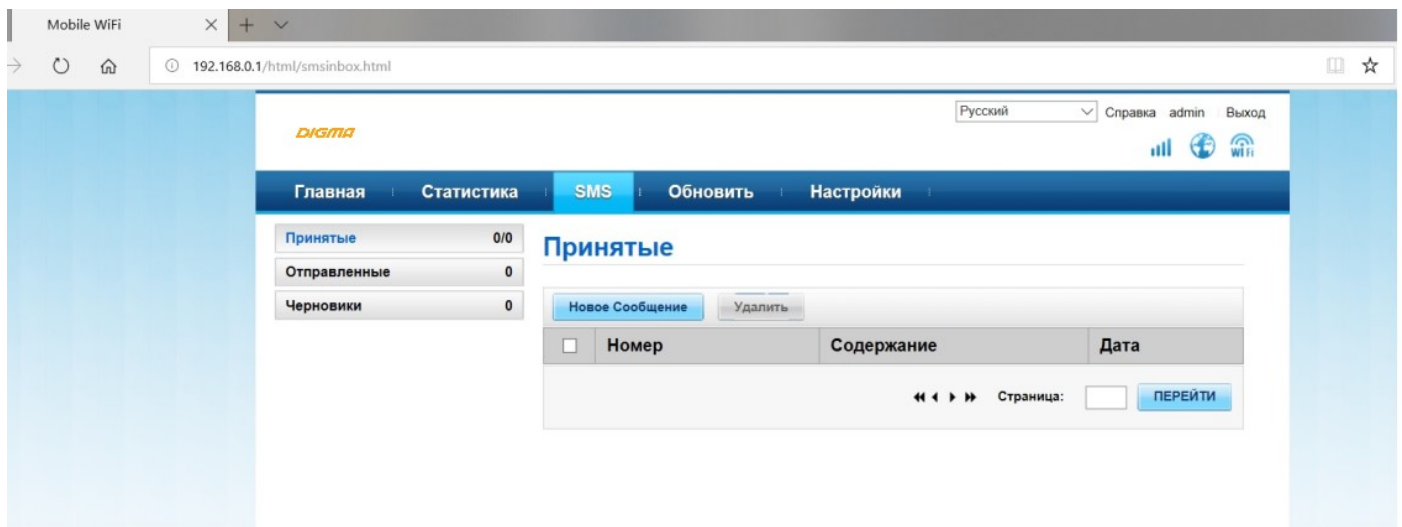 Mobile WiFi
192.168.0.1/html/smsinbox.html
Русский Справка admin Выход
DIGMA
WiFi
Главная Статистика SMS Обновить Настройки
Принятые 0/0
Отправленные 0
Черновики 0
Принятые
Новое Сообщение Удалить
Номер Содержание Дата
Страница: ПЕРЕЙТИ